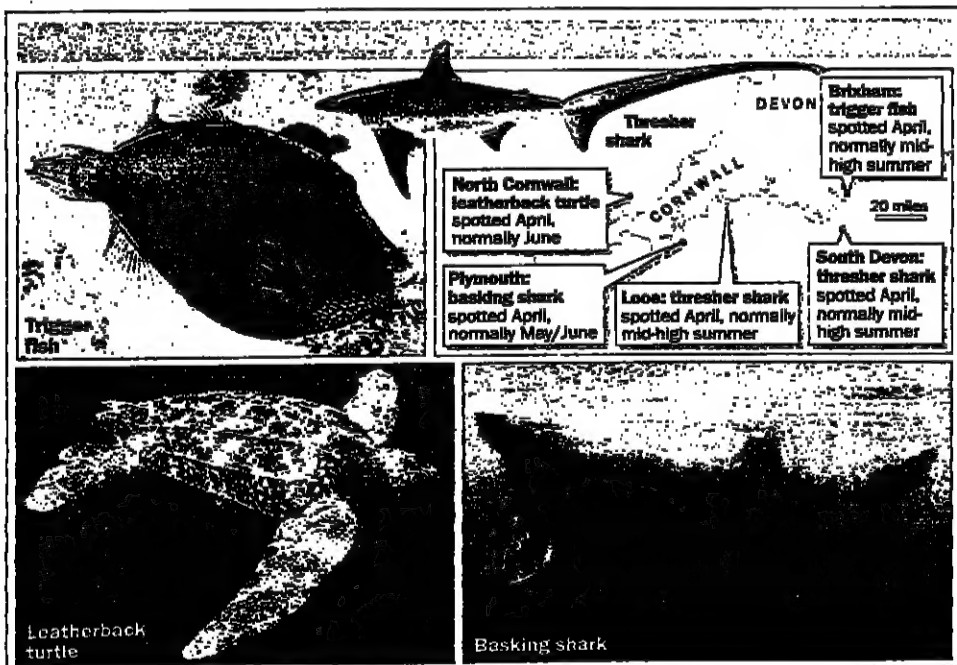 Trigger
fish
Thresher
shark
DEVON
CORNWALL
20 miles
Brixham:
trigger fish
spotted April,
normally mid-
high summer
North Cornwall:
leatherback turtle
spotted April,
normally June
Plymouth:
basking shark
spotted April,
normally May/June
Looe: thresher shark
spotted April, normally
mid-high summer
South Devon:
thresher shark
spotted April,
normally mid-
high summer
Leatherback
turtle
Basking shark